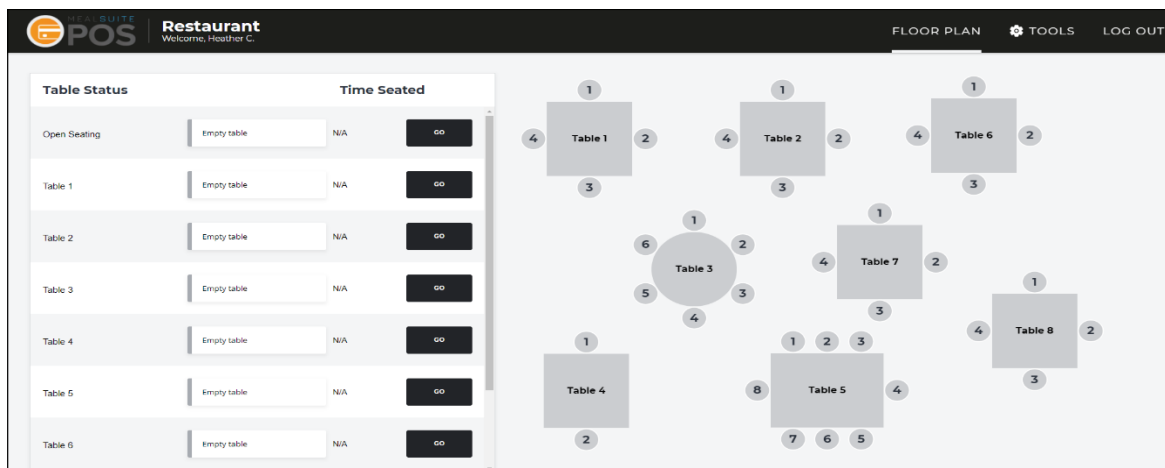 MEALSUITE
POS
Restaurant
Welcome, Heather C.
FLOOR PLAN
TOOLS
LOG OUT
Table Status
Time Seated
Open Seating Empty table N/A GO
Table 1 Empty table N/A GO
Table 2 Empty table N/A GO
Table 3 Empty table N/A GO
Table 4 Empty table N/A GO
Table 5 Empty table N/A GO
Table 6 Empty table N/A GO
1
4 Table 1 2
3
1
4 Table 2 2
3
1
4 Table 6 2
3
1
6 2
Table 3
5 3
4
1
4 Table 7 2
3
1
4 Table 8 2
3
1
Table 4
2
1 2 3
8 Table 5 4
7 6 5